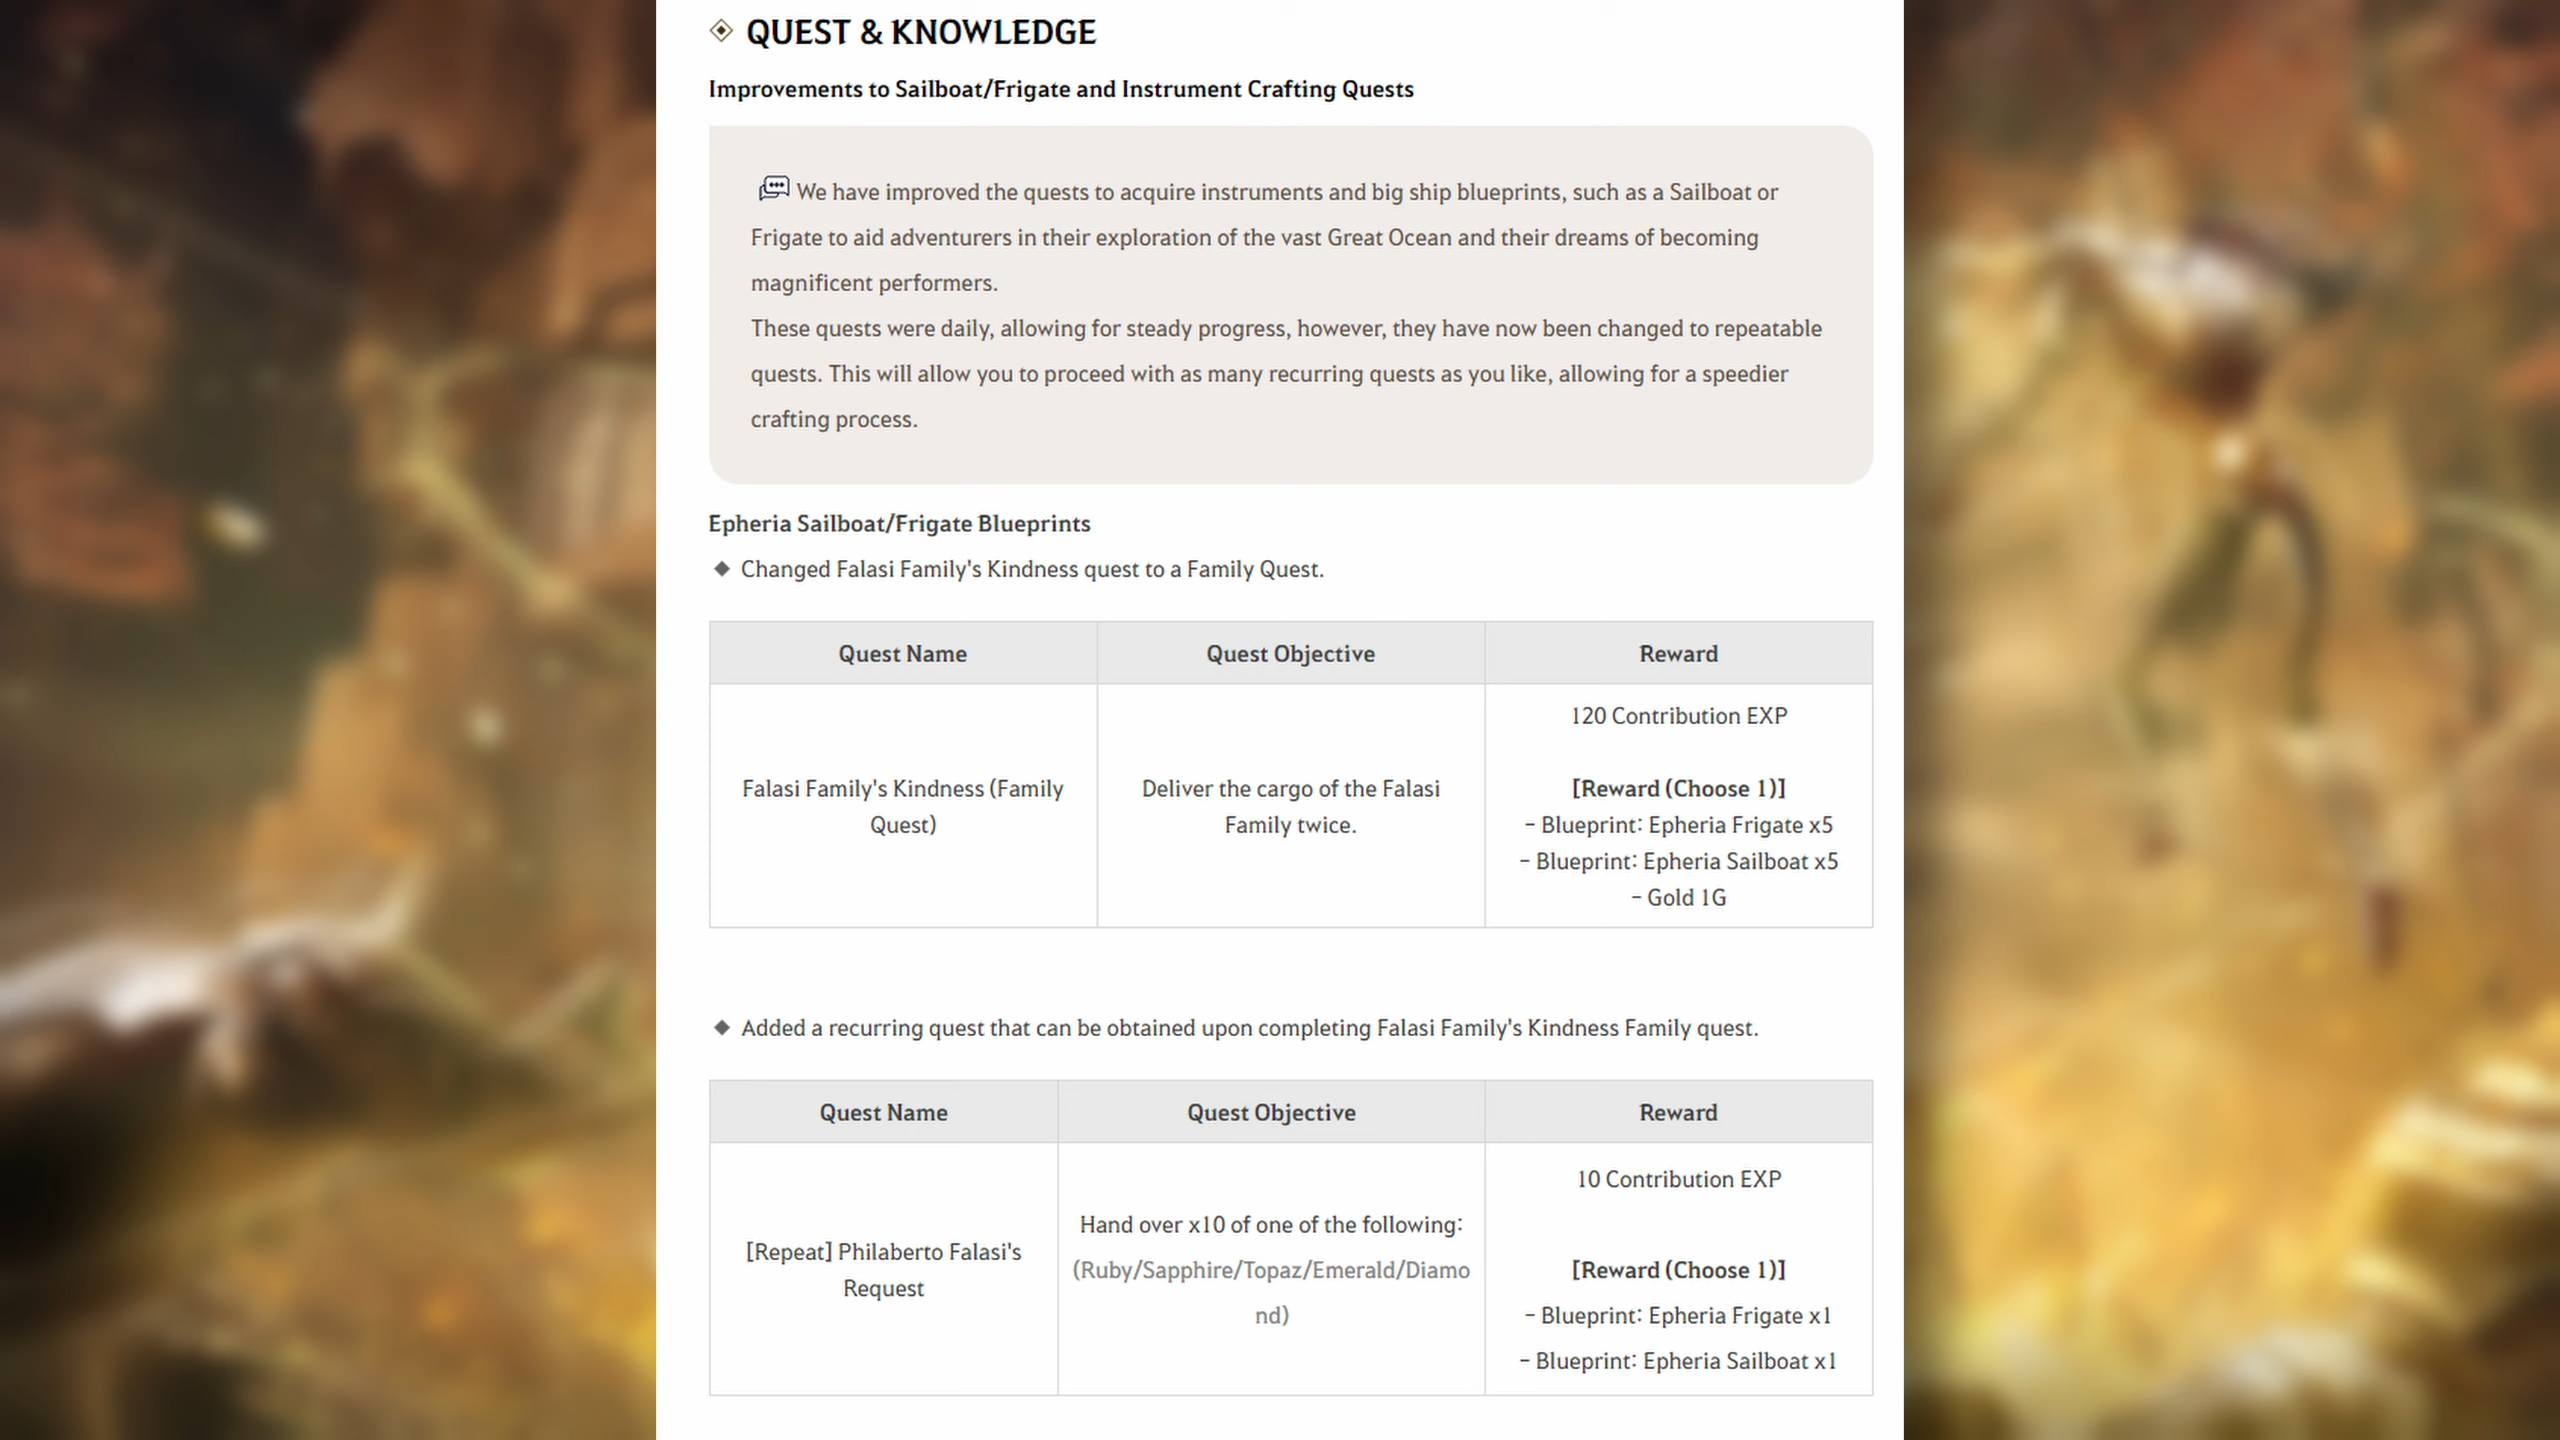 QUEST & KNOWLEDGE
Improvements to Sailboat/Frigate and Instrument Crafting Quests
We have improved the quests to acquire instruments and big ship blueprints, such as a Sailboat or
Frigate to aid adventurers in their exploration of the vast Great Ocean and their dreams of becoming
magnificent performers.
These quests were daily, allowing for steady progress, however, they have now been changed to repeatable
quests. This will allow you to proceed with as many recurring quests as you like, allowing for a speedier
crafting process.
Epheria Sailboat/Frigate Blueprints
◆ Changed Falasi Family's Kindness quest to a Family Quest.
Quest Name
Quest Objective
Reward
Falasi Family's Kindness (Family
Quest)
Deliver the cargo of the Falasi
Family twice.
120 Contribution EXP
[Reward (Choose 1)]
- Blueprint: Epheria Frigate x5
- Blueprint: Epheria Sailboat x5
- Gold 1G
◆ Added a recurring quest that can be obtained upon completing Falasi Family's Kindness Family quest.
Quest Name
Quest Objective
Reward
[Repeat] Philaberto Falasi's
Request
Hand over x10 of one of the following:
(Ruby/Sapphire/Topaz/Emerald/Diamo
nd)
10 Contribution EXP
[Reward (Choose 1)]
- Blueprint: Epheria Frigate x1
- Blueprint: Epheria Sailboat x1